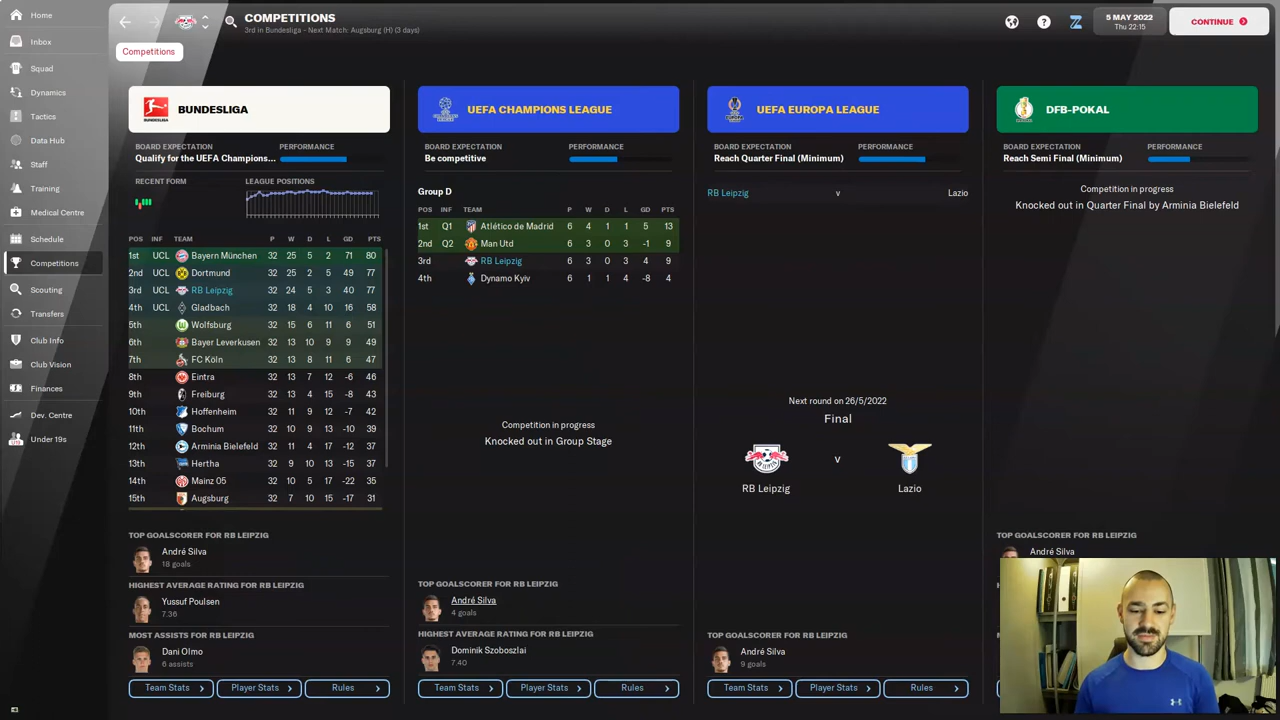 Home
Inbox
Squad
Dynamics
Tactics
Data Hub
Staff
Training
Medical Centre
Schedule
Competitions
Scouting
Transfers
Club Info
Club Vision
Finances
Dev. Centre
Under 19s
COMPETITIONS
3rd in Bundesliga - Next Match: Augsburg (H) (3 days)
5 MAY 2022
Thu 22:15
CONTINUE
Competitions
BUNDESLIGA
BOARD EXPECTATION PERFORMANCE
Qualify for the UEFA Champions...
RECENT FORM LEAGUE POSITIONS
POS INF TEAM P W D L GD PTS
1st UCL Bayern München 32 25 5 2 71 80
2nd UCL Dortmund 32 25 2 5 49 77
3rd UCL RB Leipzig 32 24 5 3 40 77
4th UCL Gladbach 32 18 4 10 16 58
5th Wolfsburg 32 15 6 11 6 51
6th Bayer Leverkusen 32 13 10 9 9 49
7th FC Köln 32 13 8 11 6 47
8th Eintra 32 13 7 12 -6 46
9th Freiburg 32 13 4 15 -8 43
10th Hoffenheim 32 11 9 12 -7 42
11th Bochum 32 10 9 13 -10 39
12th Arminia Bielefeld 32 11 4 17 -12 37
13th Hertha 32 9 10 13 -15 37
14th Mainz 05 32 10 5 17 -22 35
15th Augsburg 32 7 10 15 -17 31
TOP GOALSCORER FOR RB LEIPZIG
André Silva
18 goals
HIGHEST AVERAGE RATING FOR RB LEIPZIG
Yussuf Poulsen
7.36
MOST ASSISTS FOR RB LEIPZIG
Dani Olmo
6 assists
Team Stats Player Stats Rules
UEFA CHAMPIONS LEAGUE
BOARD EXPECTATION PERFORMANCE
Be competitive
Group D
POS INF TEAM P W D L GD PTS
1st Q1 Atlético de Madrid 6 4 1 1 5 13
2nd Q2 Man Utd 6 3 0 3 -1 9
3rd RB Leipzig 6 3 0 3 4 9
4th Dynamo Kyiv 6 1 1 4 -8 4
Competition in progress
Knocked out in Group Stage
TOP GOALSCORER FOR RB LEIPZIG
André Silva
4 goals
HIGHEST AVERAGE RATING FOR RB LEIPZIG
Dominik Szoboszlai
7.40
Team Stats Player Stats Rules
UEFA EUROPA LEAGUE
BOARD EXPECTATION PERFORMANCE
Reach Quarter Final (Minimum)
RB Leipzig v Lazio
Next round on 26/5/2022
Final
v
RB Leipzig Lazio
TOP GOALSCORER FOR RB LEIPZIG
André Silva
9 goals
Team Stats Player Stats Rules
DFB-POKAL
BOARD EXPECTATION PERFORMANCE
Reach Semi Final (Minimum)
Competition in progress
Knocked out in Quarter Final by Arminia Bielefeld
TOP GOALSCORER FOR RB LEIPZIG
André Silva